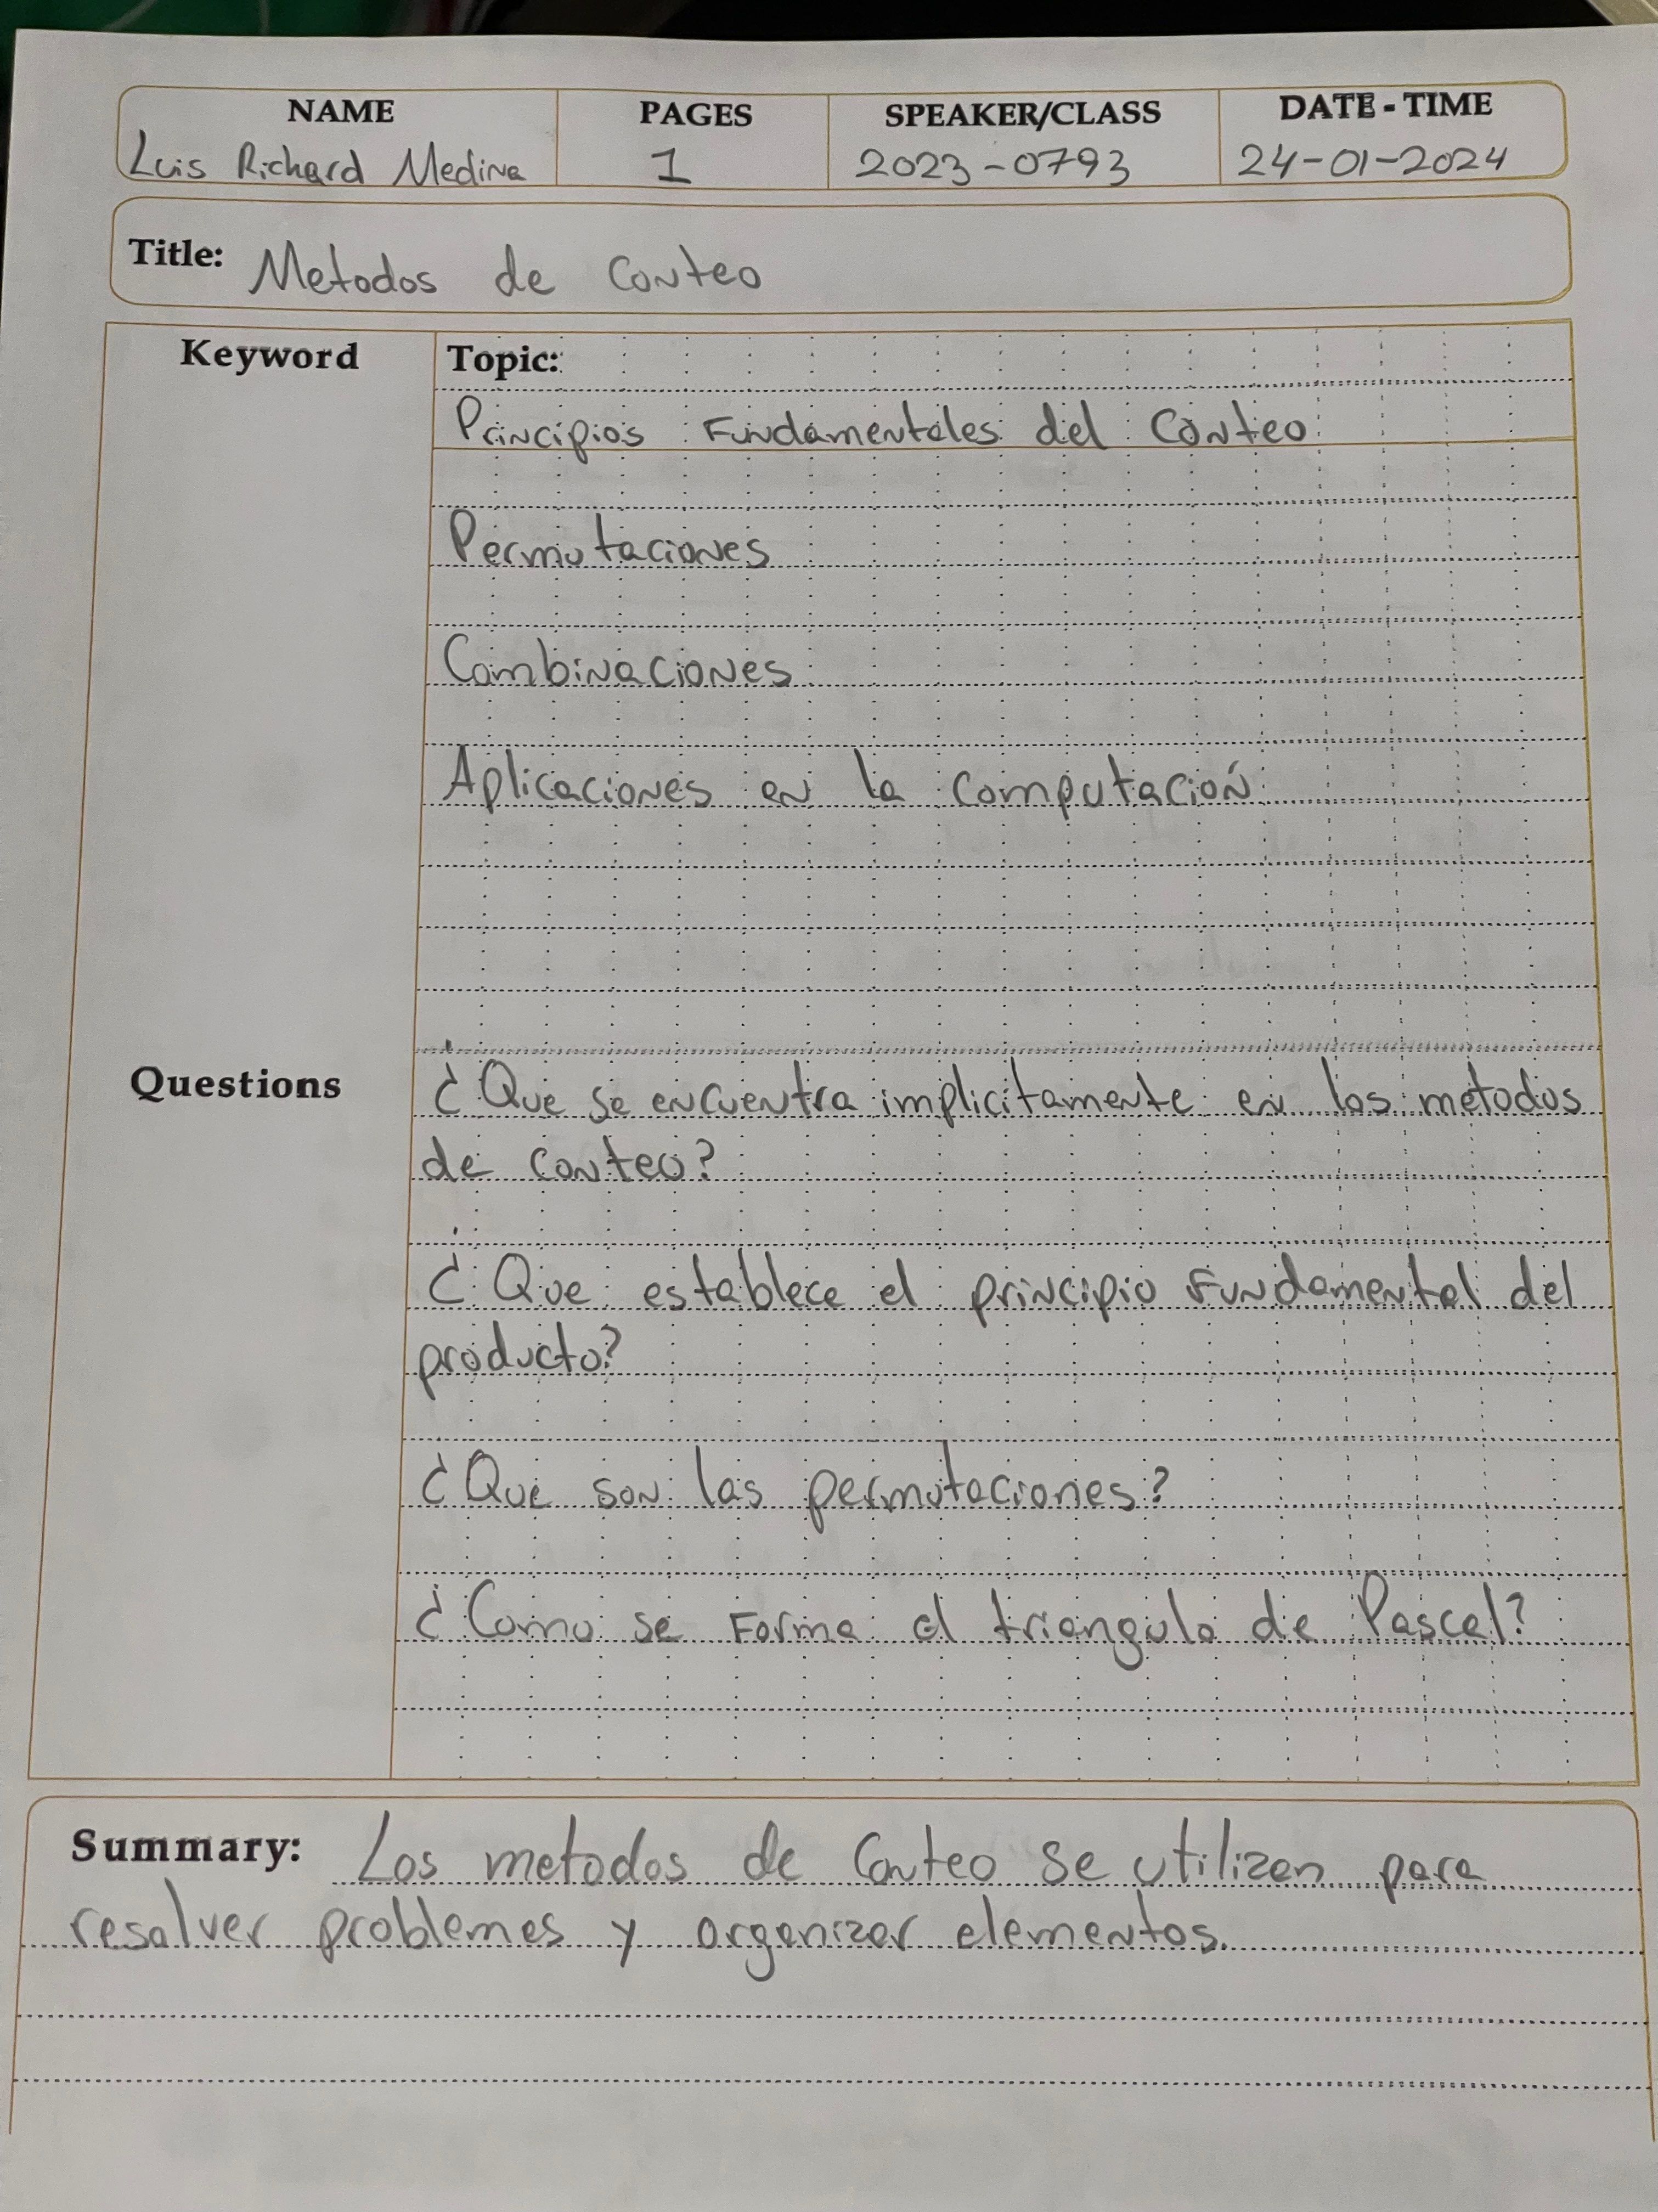 NAME PAGES SPEAKER/CLASS DATE - TIME
Luis Richard Medina 1 2023-0793 24-01-2024
Title: Metodos de Conteo
Keyword Topic:
Principios Fundamentales del Conteo
Permutaciones
Combinaciones
Aplicaciones en la computación
Questions ¿Que se encuentra implicitamente en los metodos
de conteo?
¿Que establece el principio fundamental del
producto?
¿Que son las permutaciones?
¿Como se forma el triangulo de Pascal?
Summary: Los metodos de Conteo se utilizan para
resolver problemas y organizar elementos.